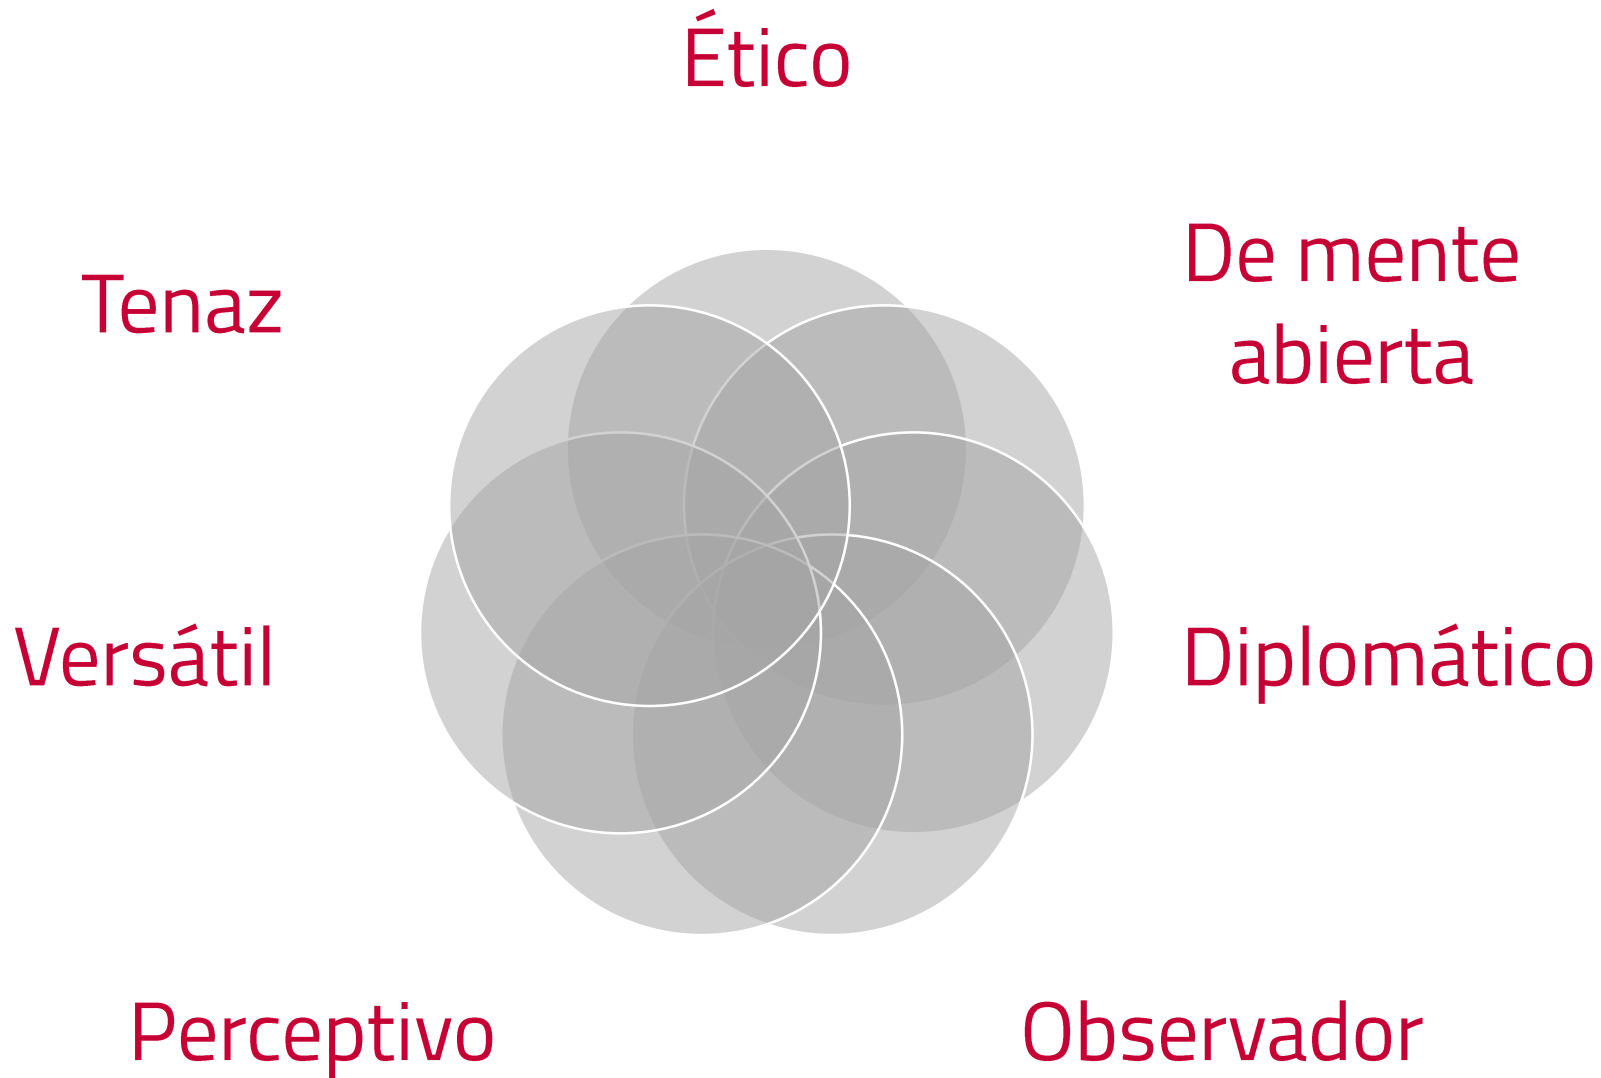 Ético
De mente
abierta
Tenaz
Versátil
Diplomático
Perceptivo
Observador